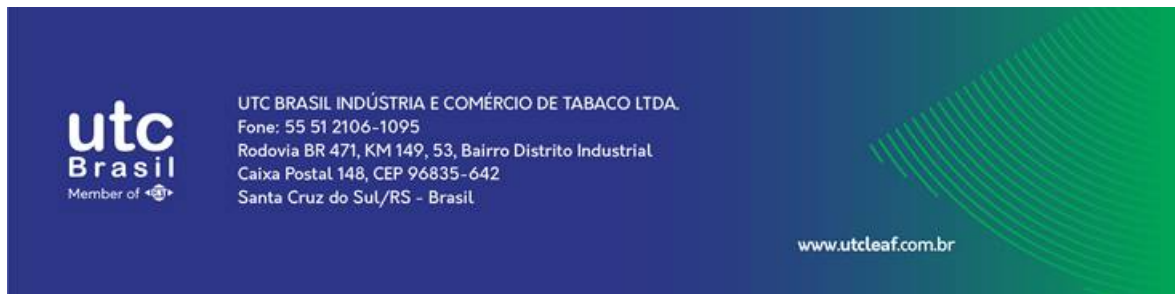 utc
Brasil
Member of
UTC BRASIL INDÚSTRIA E COMÉRCIO DE TABACO LTDA.
Fone: 55 51 2106-1095
Rodovia BR 471, KM 149, 53, Bairro Distrito Industrial
Caixa Postal 148, CEP 96835-642
Santa Cruz do Sul/RS - Brasil
www.utcleaf.com.br